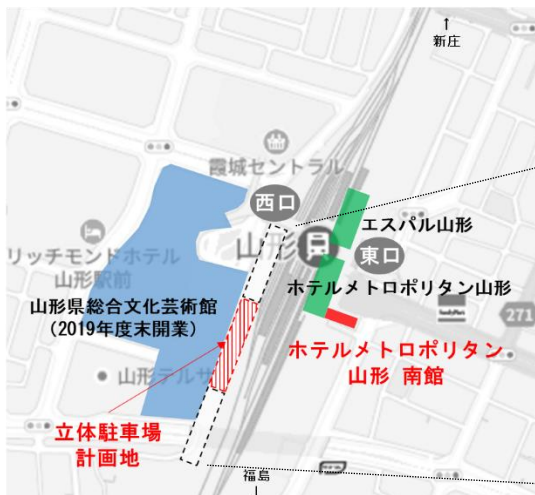 ↑
新庄
霞城セントラル
西口
エスパル山形
山形
東口
リッチモンドホテル
山形駅前
ホテルメトロポリタン山形
山形県総合文化芸術館
(2019年度末開業)
FamilyMart
271
ホテルメトロポリタン
山形 南館
山形テルサ
立体駐車場
計画地
福島